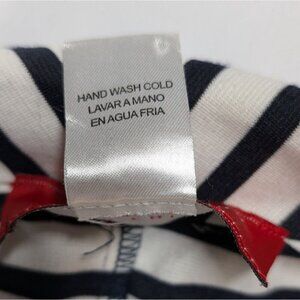 HAND WASH COLD
LAVAR A MANO
EN AGUA FRIA